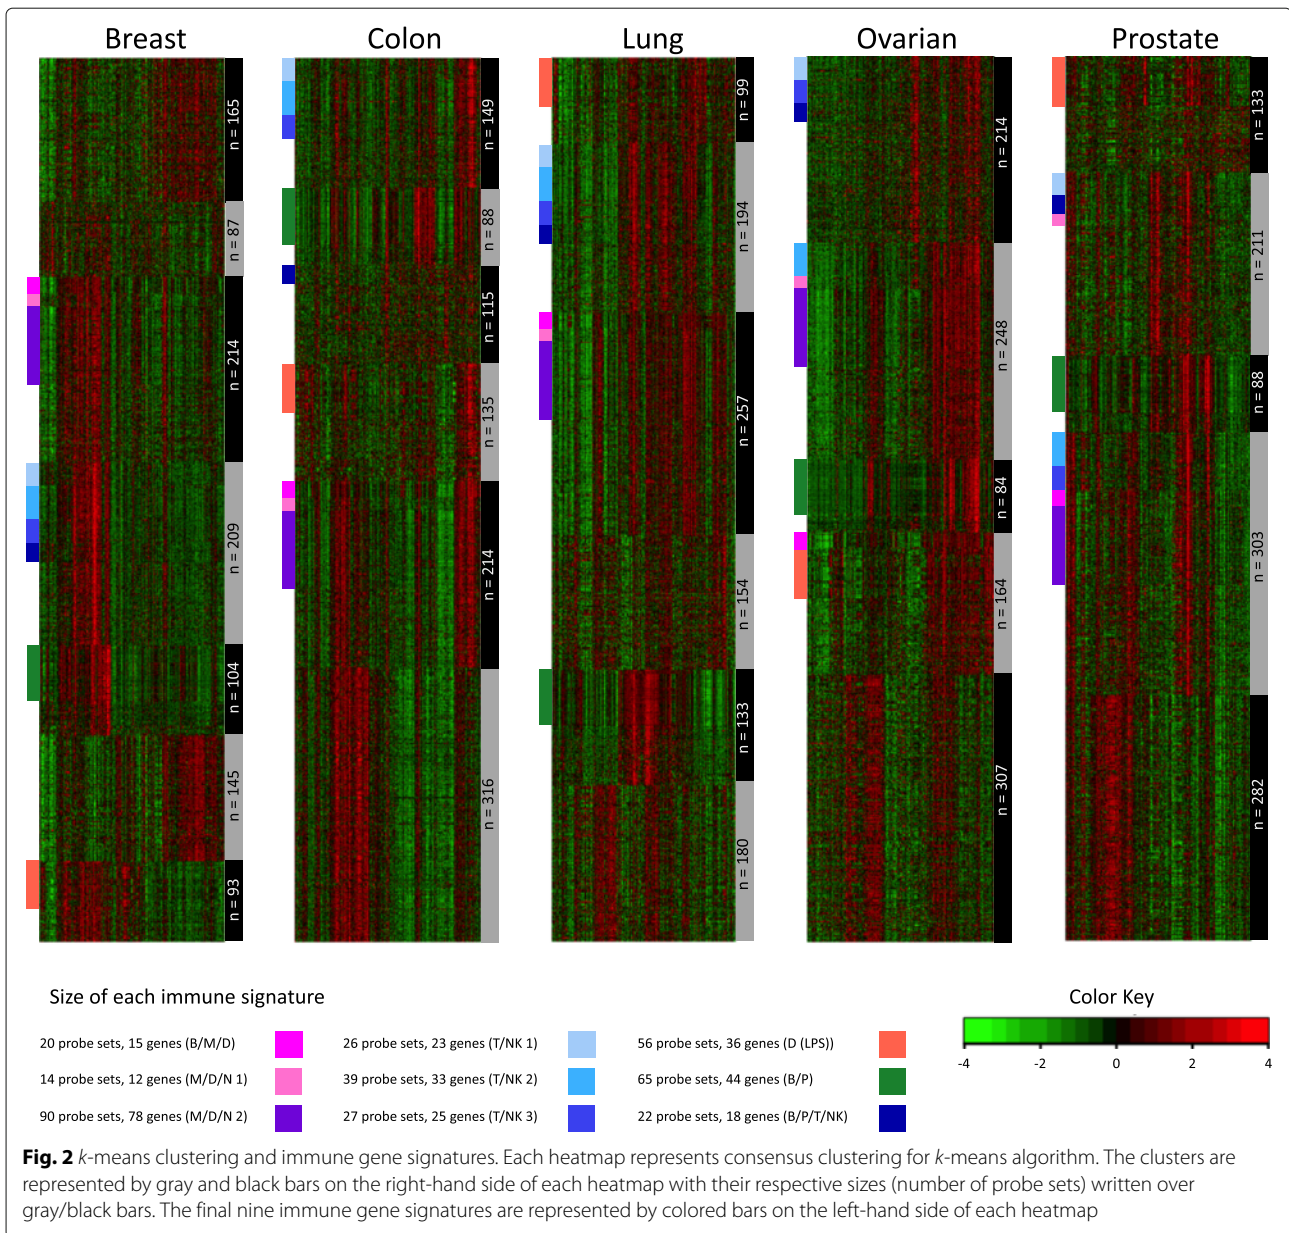 Breast Colon Lung Ovarian Prostate
n = 165
n = 87
n = 214
n = 209
n = 104
n = 145
n = 93
n = 149
n = 88
n = 115
n = 135
n = 214
n = 316
n = 99
n = 194
n = 257
n = 154
n = 133
n = 180
n = 214
n = 248
n = 84
n = 164
n = 307
n = 133
n = 211
n = 88
n = 303
n = 282
Size of each immune signature
20 probe sets, 15 genes (B/M/D)
14 probe sets, 12 genes (M/D/N 1)
90 probe sets, 78 genes (M/D/N 2)
26 probe sets, 23 genes (T/NK 1)
39 probe sets, 33 genes (T/NK 2)
27 probe sets, 25 genes (T/NK 3)
56 probe sets, 36 genes (D (LPS))
65 probe sets, 44 genes (B/P)
22 probe sets, 18 genes (B/P/T/NK)
Color Key
-4 -2 0 2 4
Fig. 2 k-means clustering and immune gene signatures. Each heatmap represents consensus clustering for k-means algorithm. The clusters are
represented by gray and black bars on the right-hand side of each heatmap with their respective sizes (number of probe sets) written over
gray/black bars. The final nine immune gene signatures are represented by colored bars on the left-hand side of each heatmap